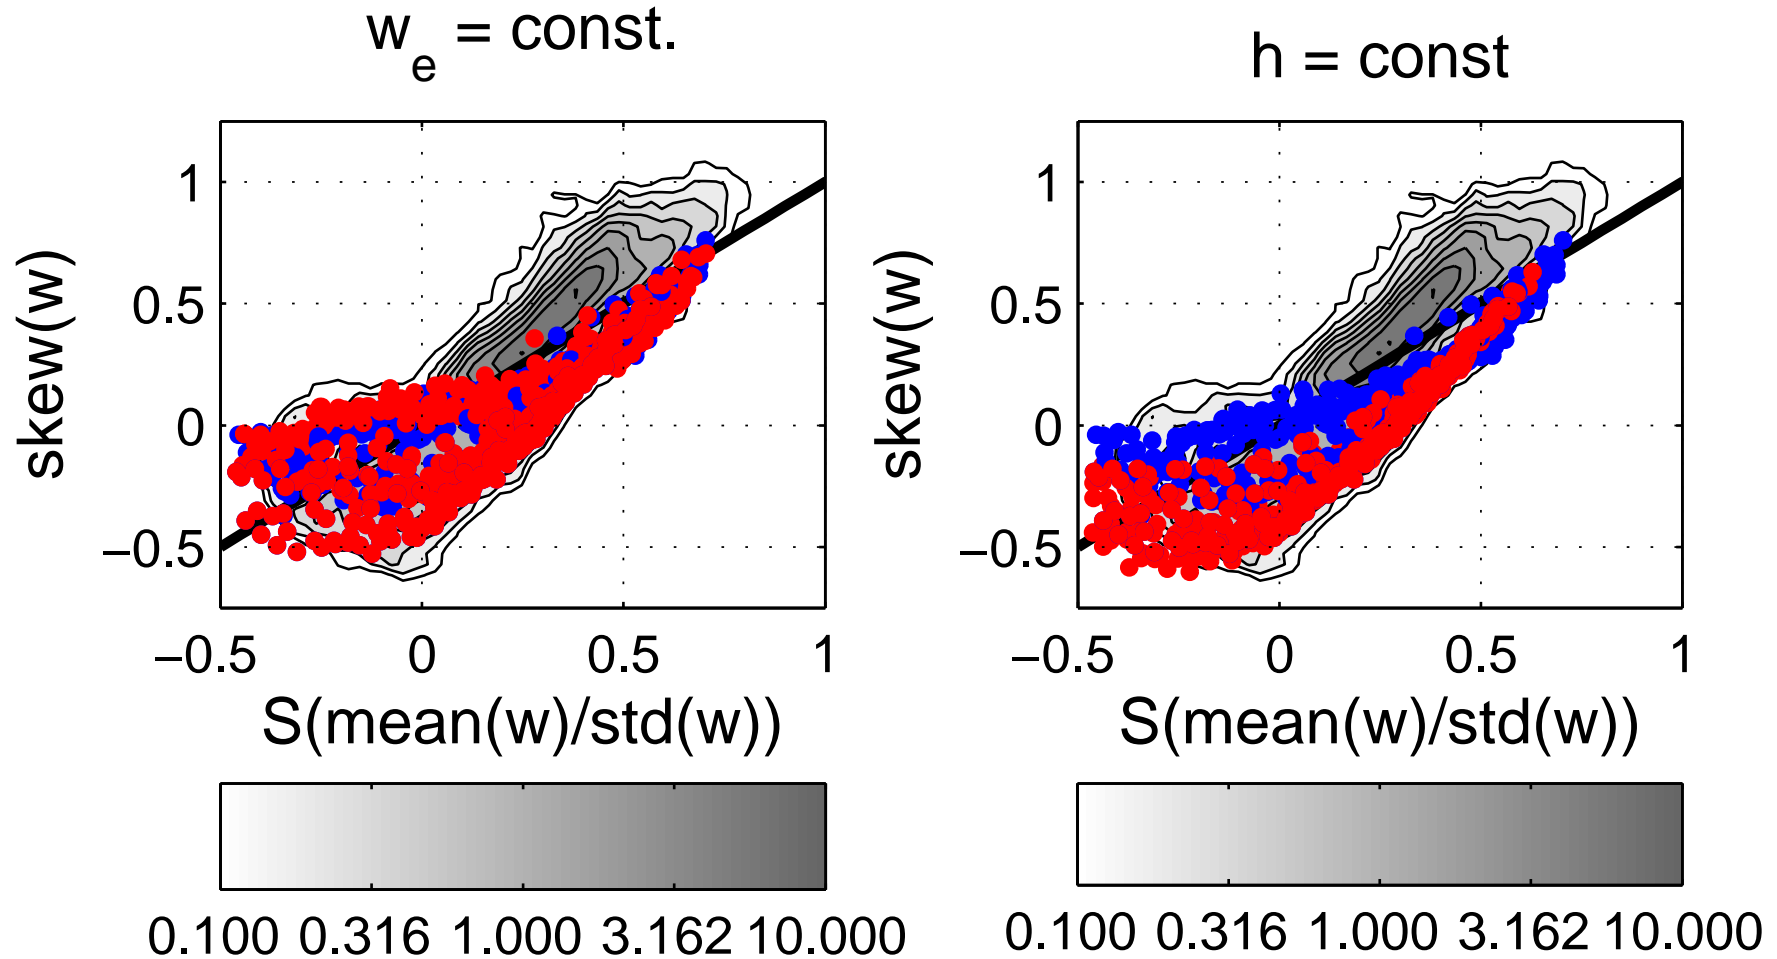 w_e = const.
h = const
skew(w)
1
0.5
0
−0.5
−0.5 0 0.5 1
S(mean(w)/std(w))
0.100 0.316 1.000 3.162 10.000
skew(w)
1
0.5
0
−0.5
−0.5 0 0.5 1
S(mean(w)/std(w))
0.100 0.316 1.000 3.162 10.000